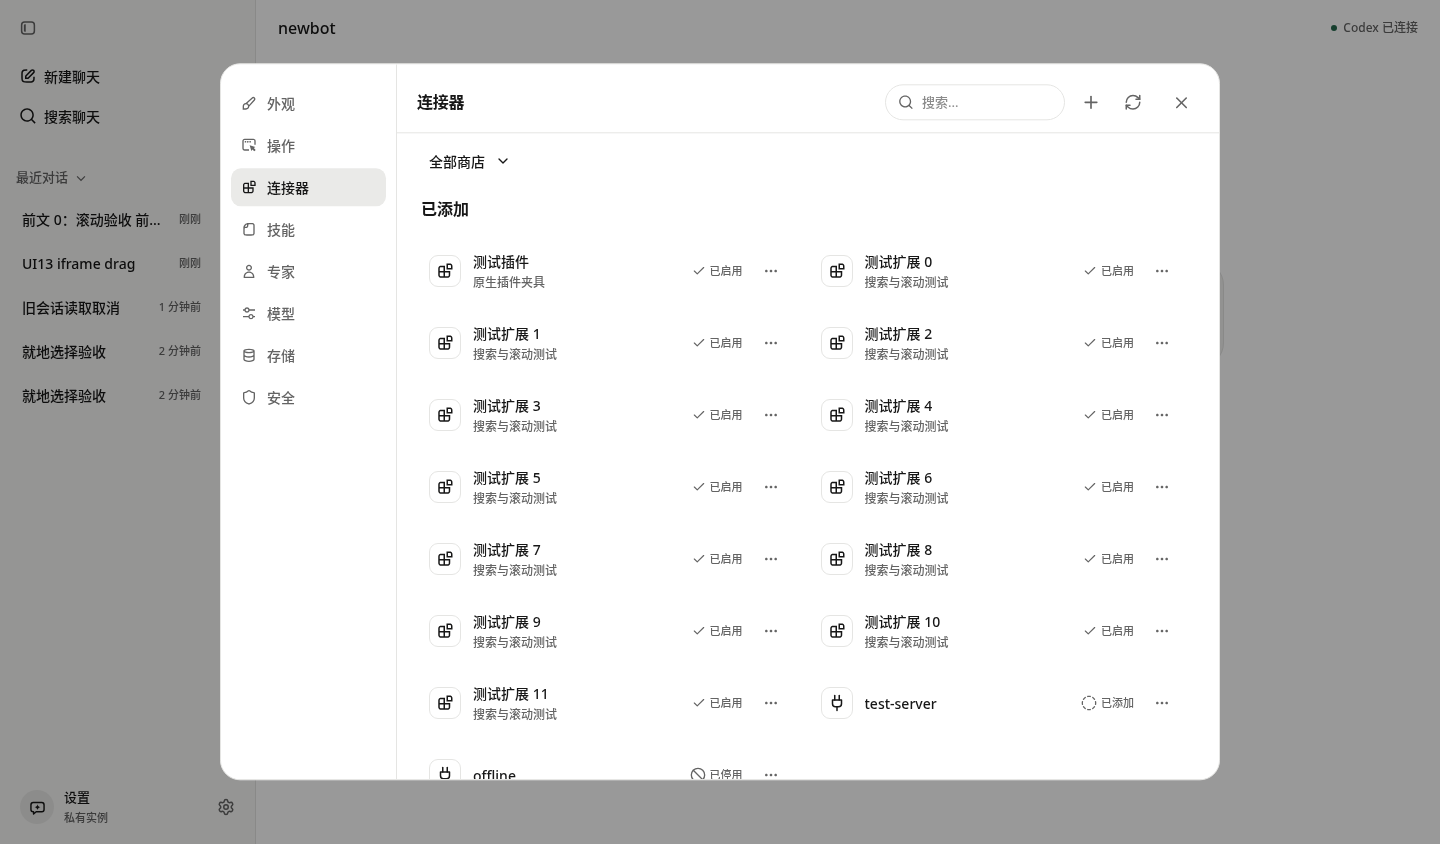 newbot
Codex 已连接
新建聊天
搜索聊天
最近对话
前文 0：滚动验收 前... 刚刚
UI13 iframe drag 刚刚
旧会话读取取消 1 分钟前
就地选择验收 2 分钟前
就地选择验收 2 分钟前
设置
私有实例
外观
操作
连接器
技能
专家
模型
存储
安全
连接器
搜索...
全部商店
已添加
测试插件
原生插件夹具
已启用
测试扩展 0
搜索与滚动测试
已启用
测试扩展 1
搜索与滚动测试
已启用
测试扩展 2
搜索与滚动测试
已启用
测试扩展 3
搜索与滚动测试
已启用
测试扩展 4
搜索与滚动测试
已启用
测试扩展 5
搜索与滚动测试
已启用
测试扩展 6
搜索与滚动测试
已启用
测试扩展 7
搜索与滚动测试
已启用
测试扩展 8
搜索与滚动测试
已启用
测试扩展 9
搜索与滚动测试
已启用
测试扩展 10
搜索与滚动测试
已启用
测试扩展 11
搜索与滚动测试
已启用
test-server
已添加
offline
已停用